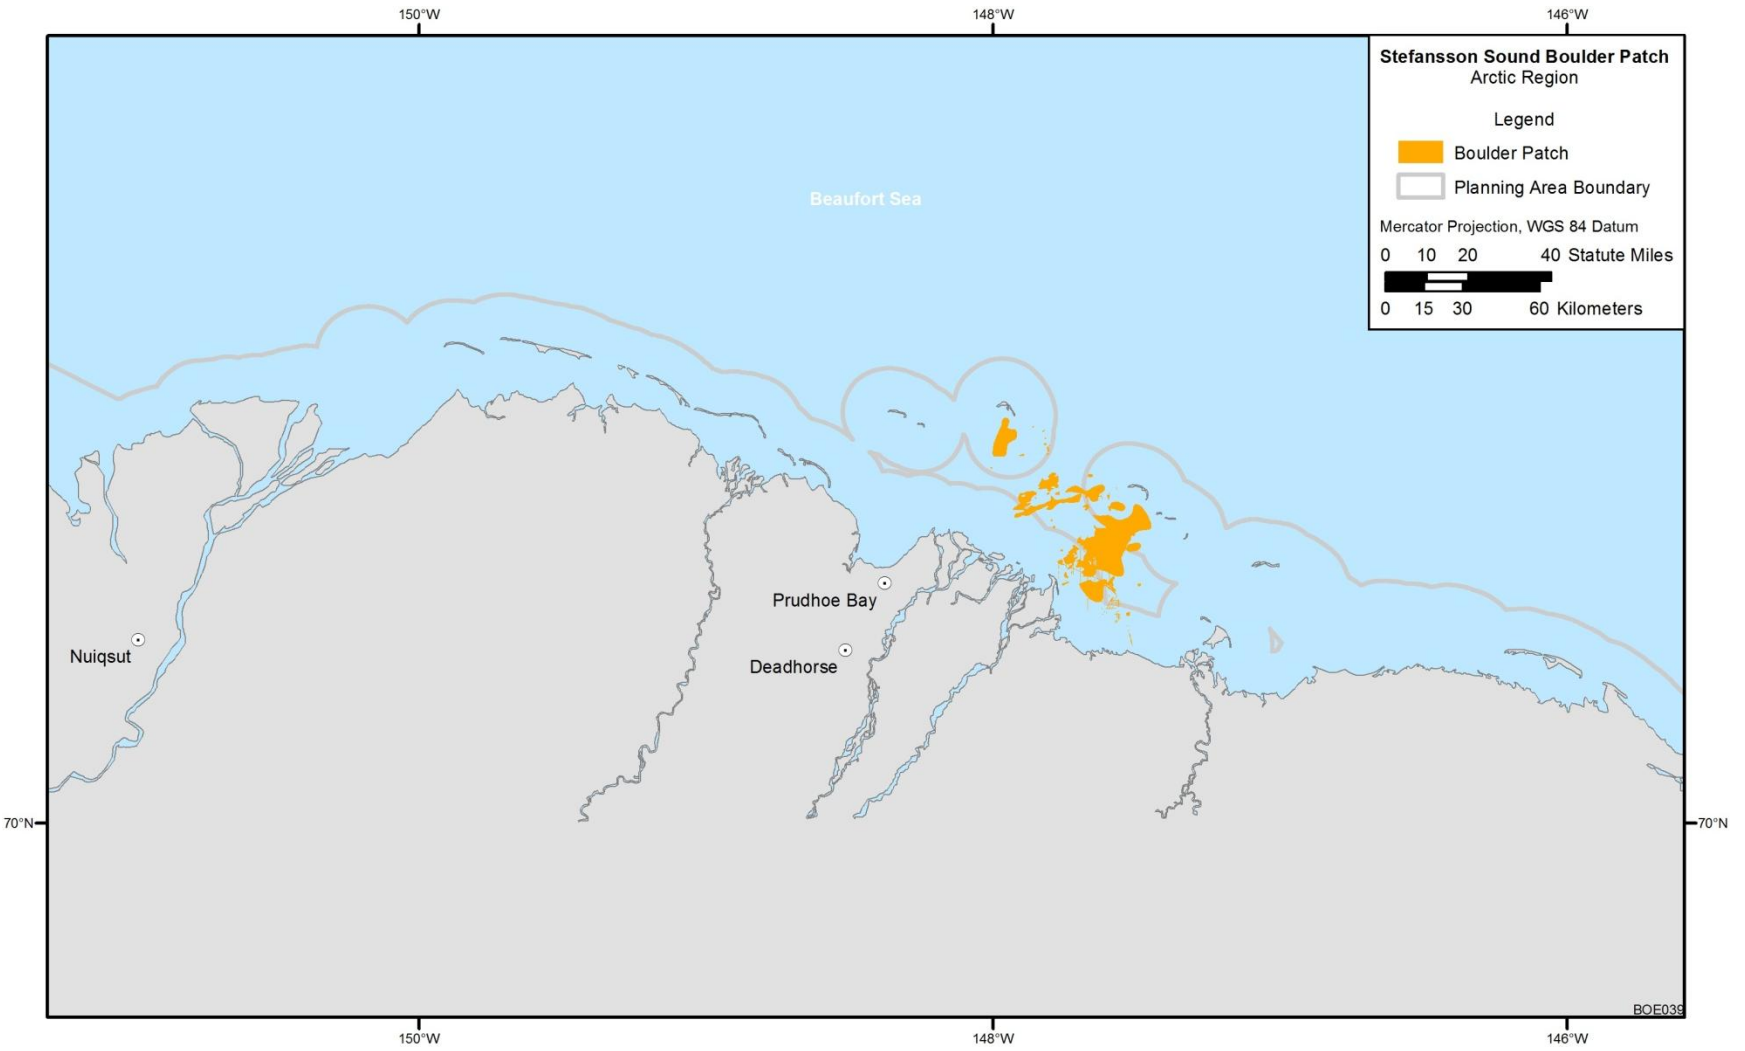 150°W 148°W 146°W
Stefansson Sound Boulder Patch
Arctic Region
Legend
Boulder Patch
Planning Area Boundary
Mercator Projection, WGS 84 Datum
0 10 20 40 Statute Miles
0 15 30 60 Kilometers
Beaufort Sea
Prudhoe Bay
Nuiqsut
Deadhorse
70°N 70°N
BOE039
150°W 148°W 146°W